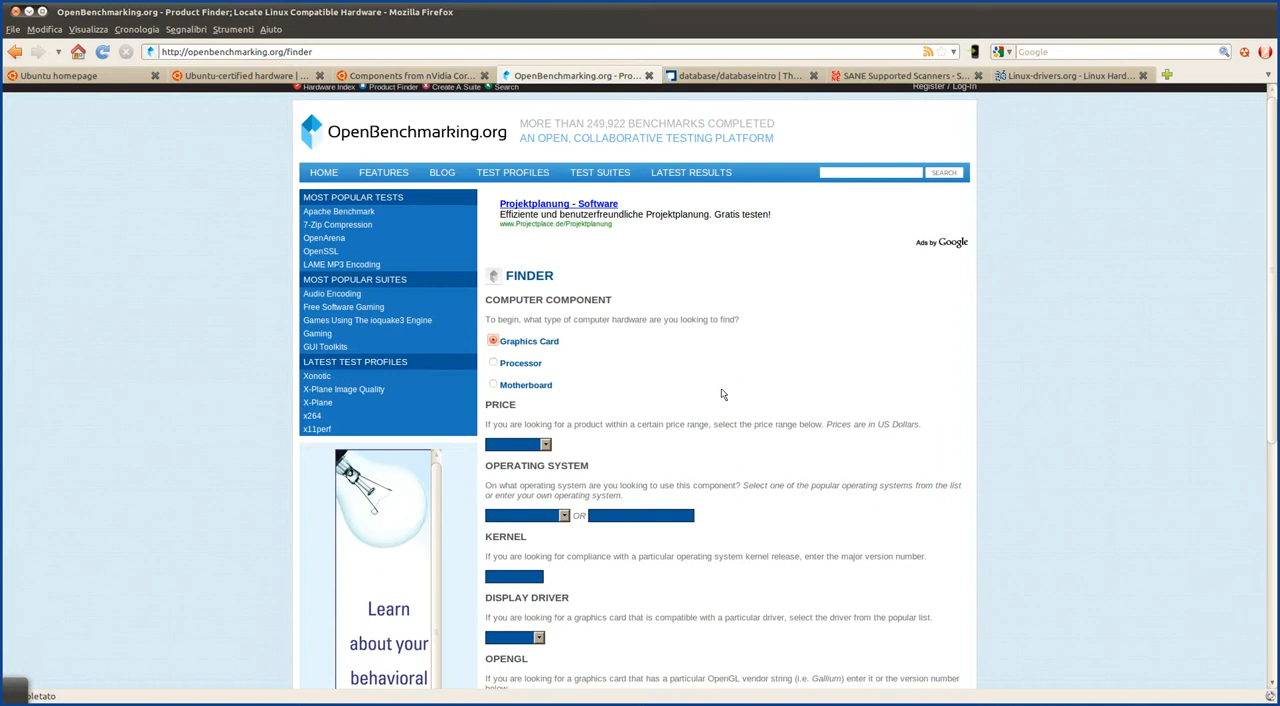 OpenBenchmarking.org - Product Finder; Locate Linux Compatible Hardware - Mozilla Firefox
File Modifica Visualizza Cronologia Segnalibri Strumenti Aiuto
http://openbenchmarking.org/finder Google
Ubuntu homepage Ubuntu-certified hardware | ... Components from nVidia Cor... OpenBenchmarking.org - Pro... database/databaseintro | Th... SANE Supported Scanners - S... Linux-drivers.org - Linux Hard...
Hardware Index Product Finder Create A Suite Search Register / Log-In
OpenBenchmarking.org
MORE THAN 249,922 BENCHMARKS COMPLETED
AN OPEN, COLLABORATIVE TESTING PLATFORM
HOME FEATURES BLOG TEST PROFILES TEST SUITES LATEST RESULTS SEARCH
MOST POPULAR TESTS
Apache Benchmark
7-Zip Compression
OpenArena
OpenSSL
LAME MP3 Encoding
MOST POPULAR SUITES
Audio Encoding
Free Software Gaming
Games Using The ioquake3 Engine
Gaming
GUI Toolkits
LATEST TEST PROFILES
Xonotic
X-Plane Image Quality
X-Plane
x264
x11perf
Learn
about your
behavioral
Projektplanung - Software
Effiziente und benutzerfreundliche Projektplanung. Gratis testen!
www.Projectplace.de/Projektplanung
Ads by Google
FINDER
COMPUTER COMPONENT
To begin, what type of computer hardware are you looking to find?
Graphics Card
Processor
Motherboard
PRICE
If you are looking for a product within a certain price range, select the price range below. Prices are in US Dollars.
OPERATING SYSTEM
On what operating system are you looking to use this component? Select one of the popular operating systems from the list
or enter your own operating system.
OR
KERNEL
If you are looking for compliance with a particular operating system kernel release, enter the major version number.
DISPLAY DRIVER
If you are looking for a graphics card that is compatible with a particular driver, select the driver from the popular list.
OPENGL
If you are looking for a graphics card that has a particular OpenGL vendor string (i.e. Gallium) enter it or the version number
below.
pletato